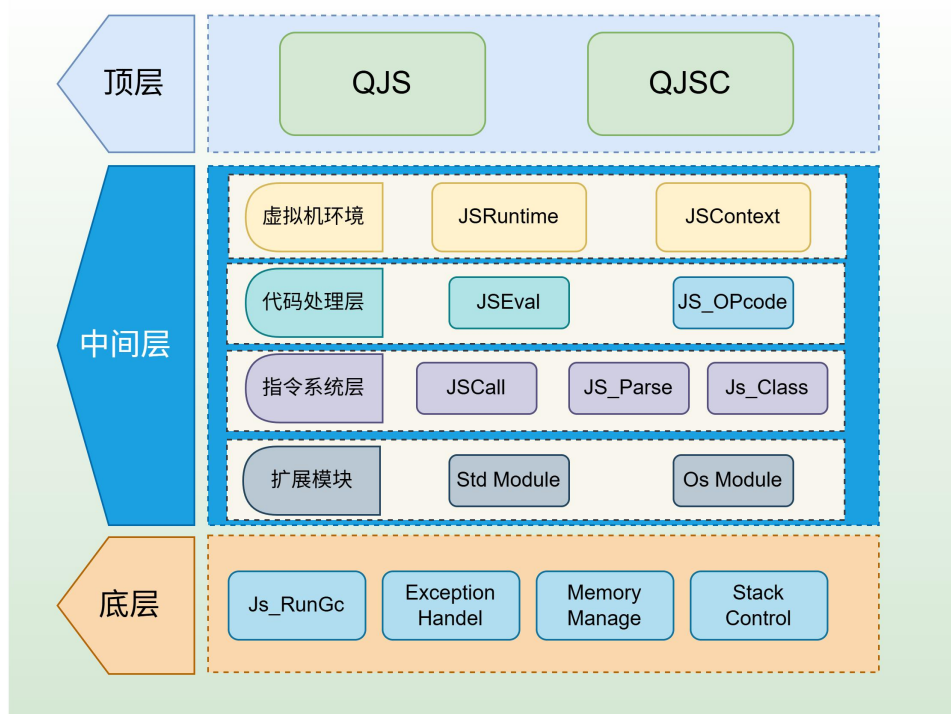 顶层
QJS
QJSC
中间层
虚拟机环境
JSRuntime
JSContext
代码处理层
JSEval
JS_OPcode
指令系统层
JSCall
JS_Parse
Js_Class
扩展模块
Std Module
Os Module
底层
Js_RunGc
Exception
Handel
Memory
Manage
Stack
Control